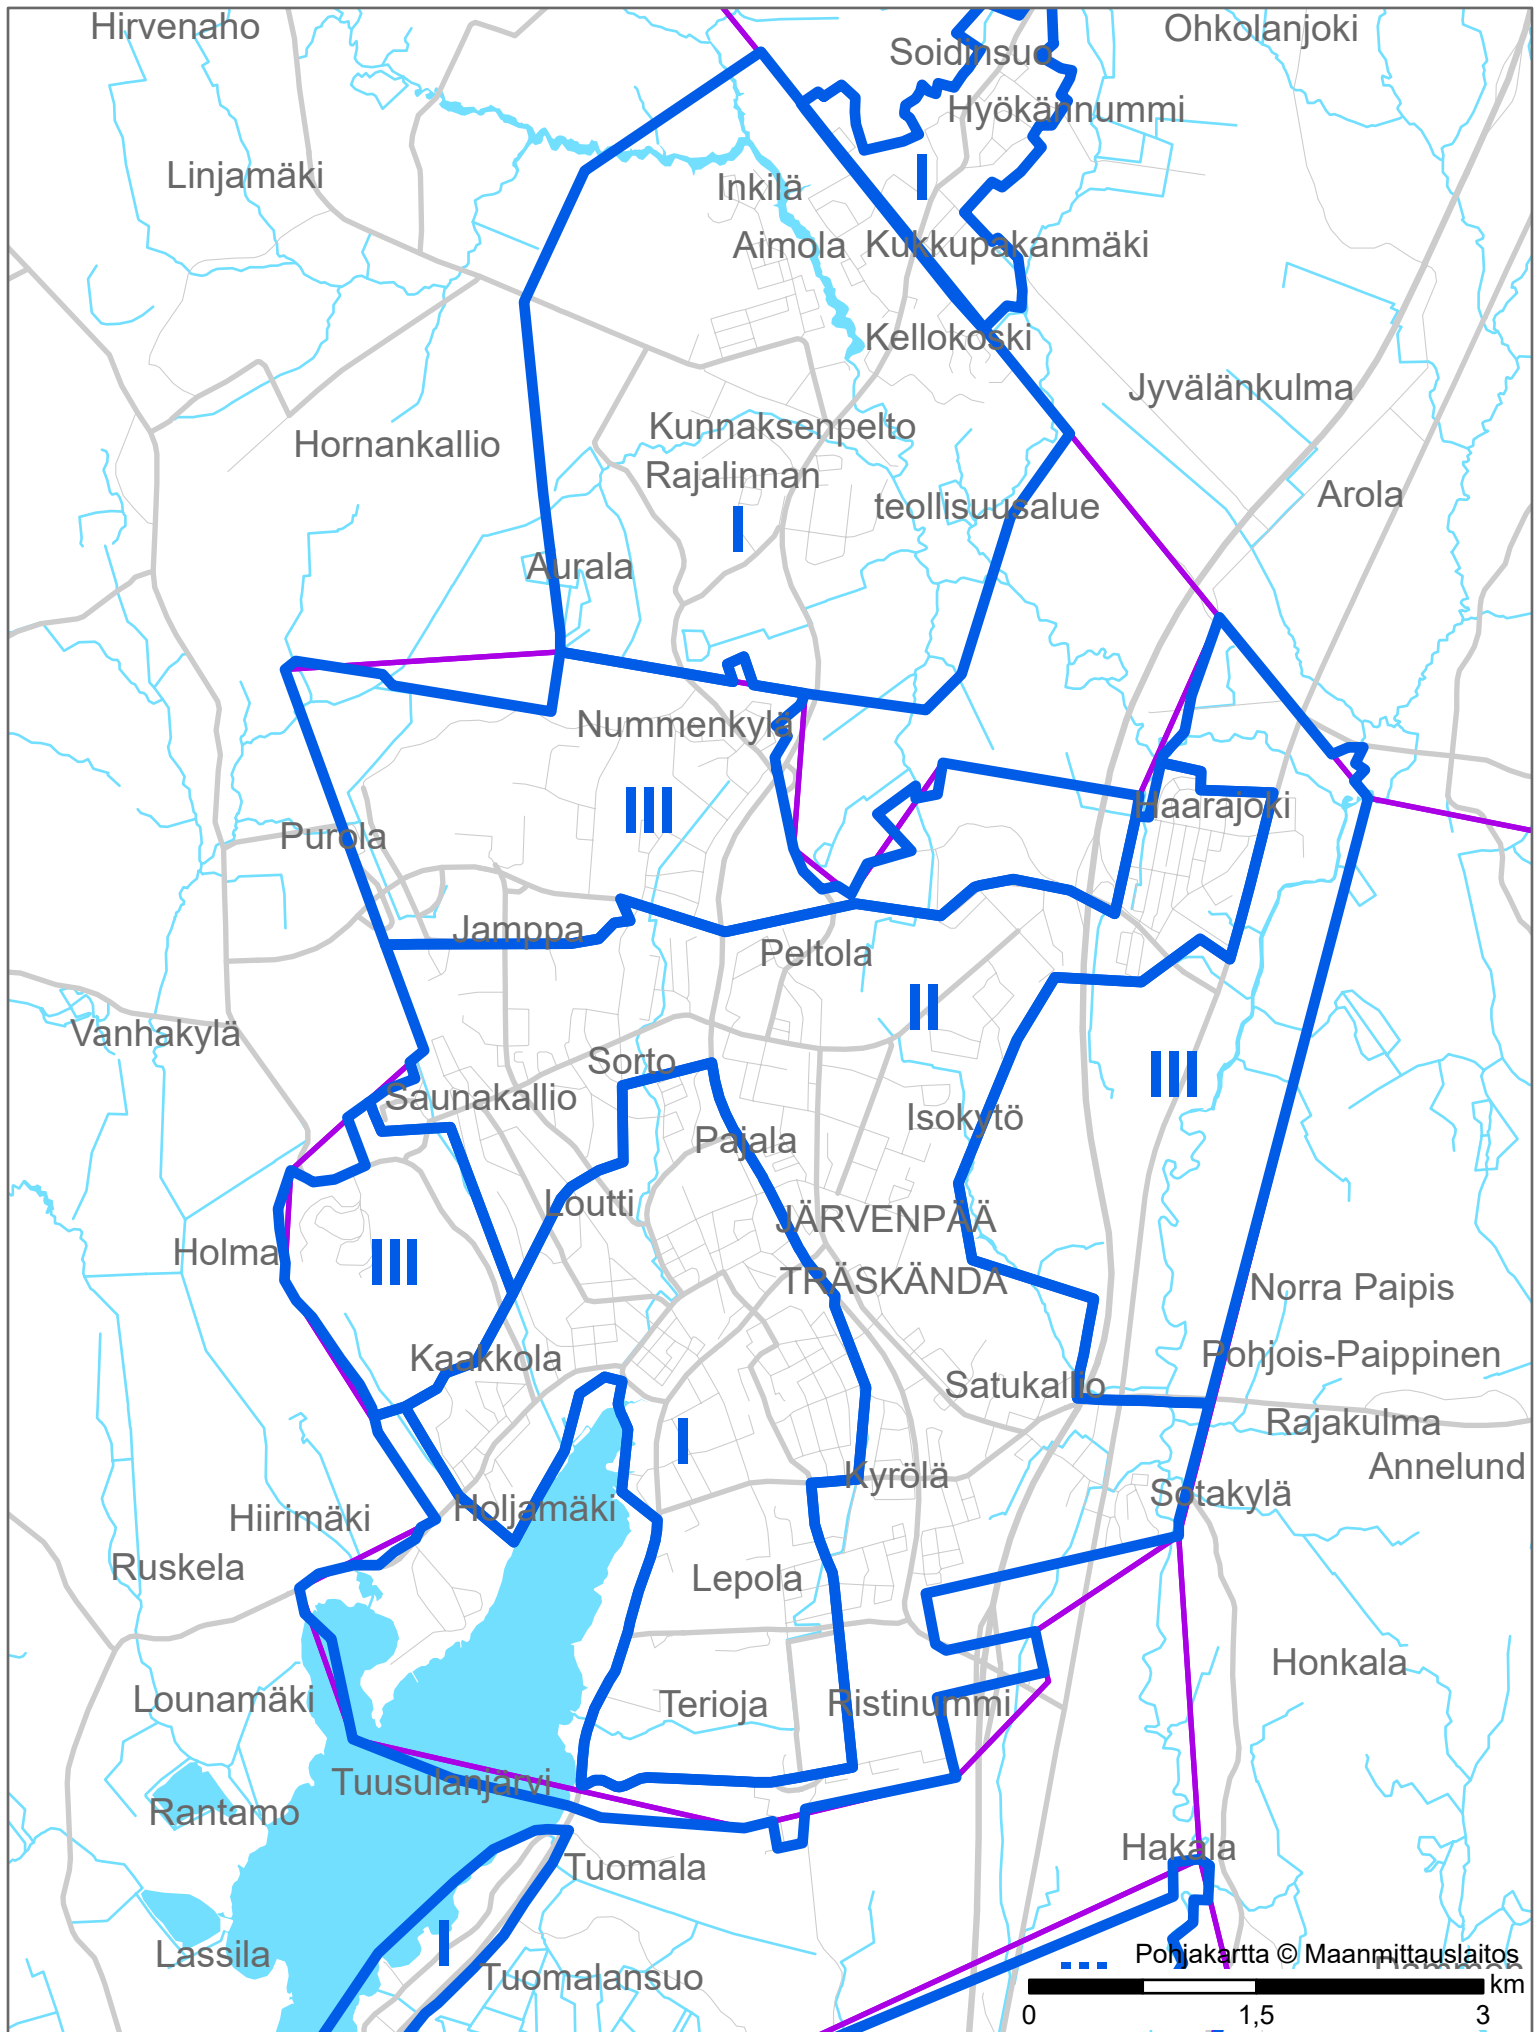 Hirvenaho
Ohkolanjoki
Soidinsuo
Hyökännummi
Linjamäki
I
Inkilä
Aimola
Kukkupakanmäki
Kellokoski
Jyvälänkulma
Kunnaksenpelto
Hornankallio
Rajalinnan
Arola
teollisuusalue
I
Aurala
Nummenkylä
III
Haarajoki
Purola
Jamppa
Peltola
II
Vanhakylä
Sorto
III
Saunakallio
Isokytö
Pajala
Loutti
JÄRVENPÄÄ
Holma
III
TRÄSKÄNDA
Norra Paipis
Kaakkola
Pohjois-Paippinen
Satukallio
Rajakulma
I
Annelund
Kyrölä
Sotakylä
Holjamäki
Hiirimäki
Ruskela
Lepola
Honkala
Lounamäki
Terioja
Ristinummi
Tuusulanjärvi
Rantamo
Hakala
Tuomala
I
Lassila
Pohjakartta © Maanmittauslaitos
Tuomalansuo
km
0 1,5 3